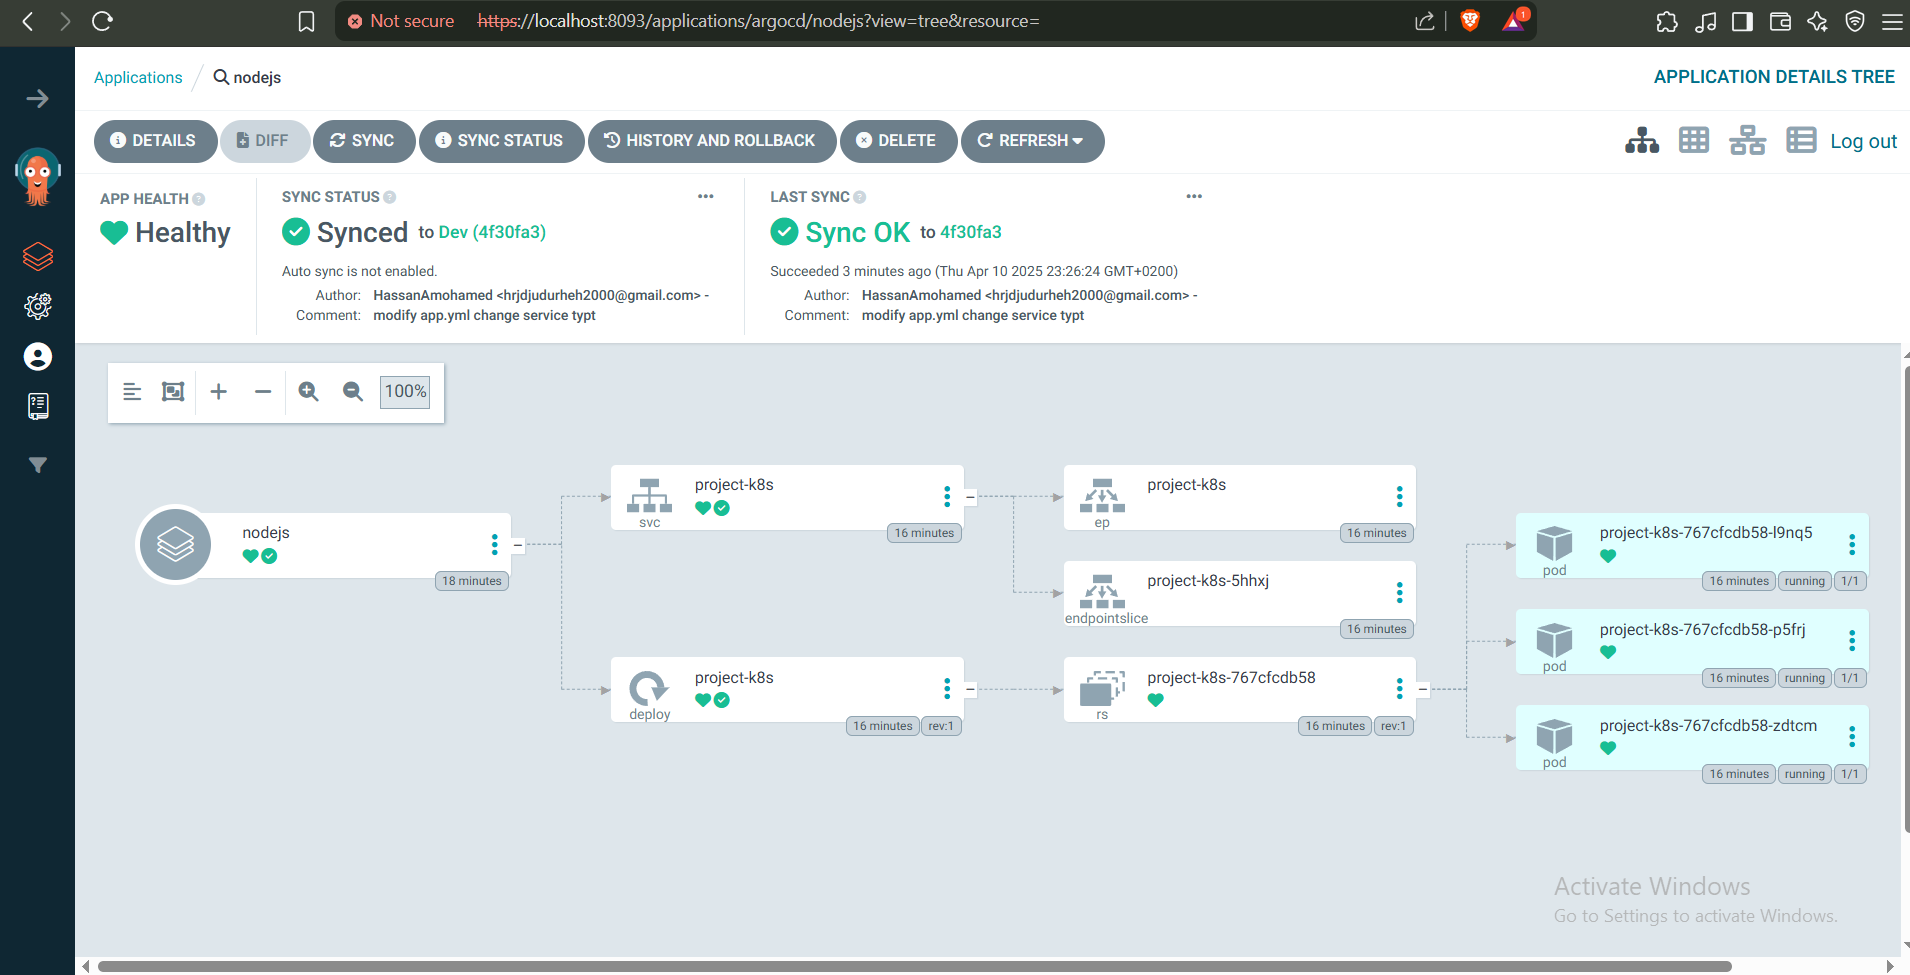 Not secure https://localhost:8093/applications/argocd/nodejs?view=tree&resource=
1
Applications / nodejs
APPLICATION DETAILS TREE
DETAILS DIFF SYNC SYNC STATUS HISTORY AND ROLLBACK DELETE REFRESH
Log out
APP HEALTH
Healthy
SYNC STATUS
Synced to Dev (4f30fa3)
Auto sync is not enabled.
Author: HassanAmohamed <hrjdjudurheh2000@gmail.com> -
Comment: modify app.yml change service typt
LAST SYNC
Sync OK to 4f30fa3
Succeeded 3 minutes ago (Thu Apr 10 2025 23:26:24 GMT+0200)
Author: HassanAmohamed <hrjdjudurheh2000@gmail.com> -
Comment: modify app.yml change service typt
100%
nodejs
18 minutes
project-k8s
svc
16 minutes
project-k8s
deploy
16 minutes rev:1
project-k8s
ep
16 minutes
project-k8s-5hhxj
endpointslice
16 minutes
project-k8s-767cfcdb58
rs
16 minutes rev:1
project-k8s-767cfcdb58-l9nq5
pod
16 minutes running 1/1
project-k8s-767cfcdb58-p5frj
pod
16 minutes running 1/1
project-k8s-767cfcdb58-zdtcm
pod
16 minutes running 1/1
Activate Windows
Go to Settings to activate Windows.